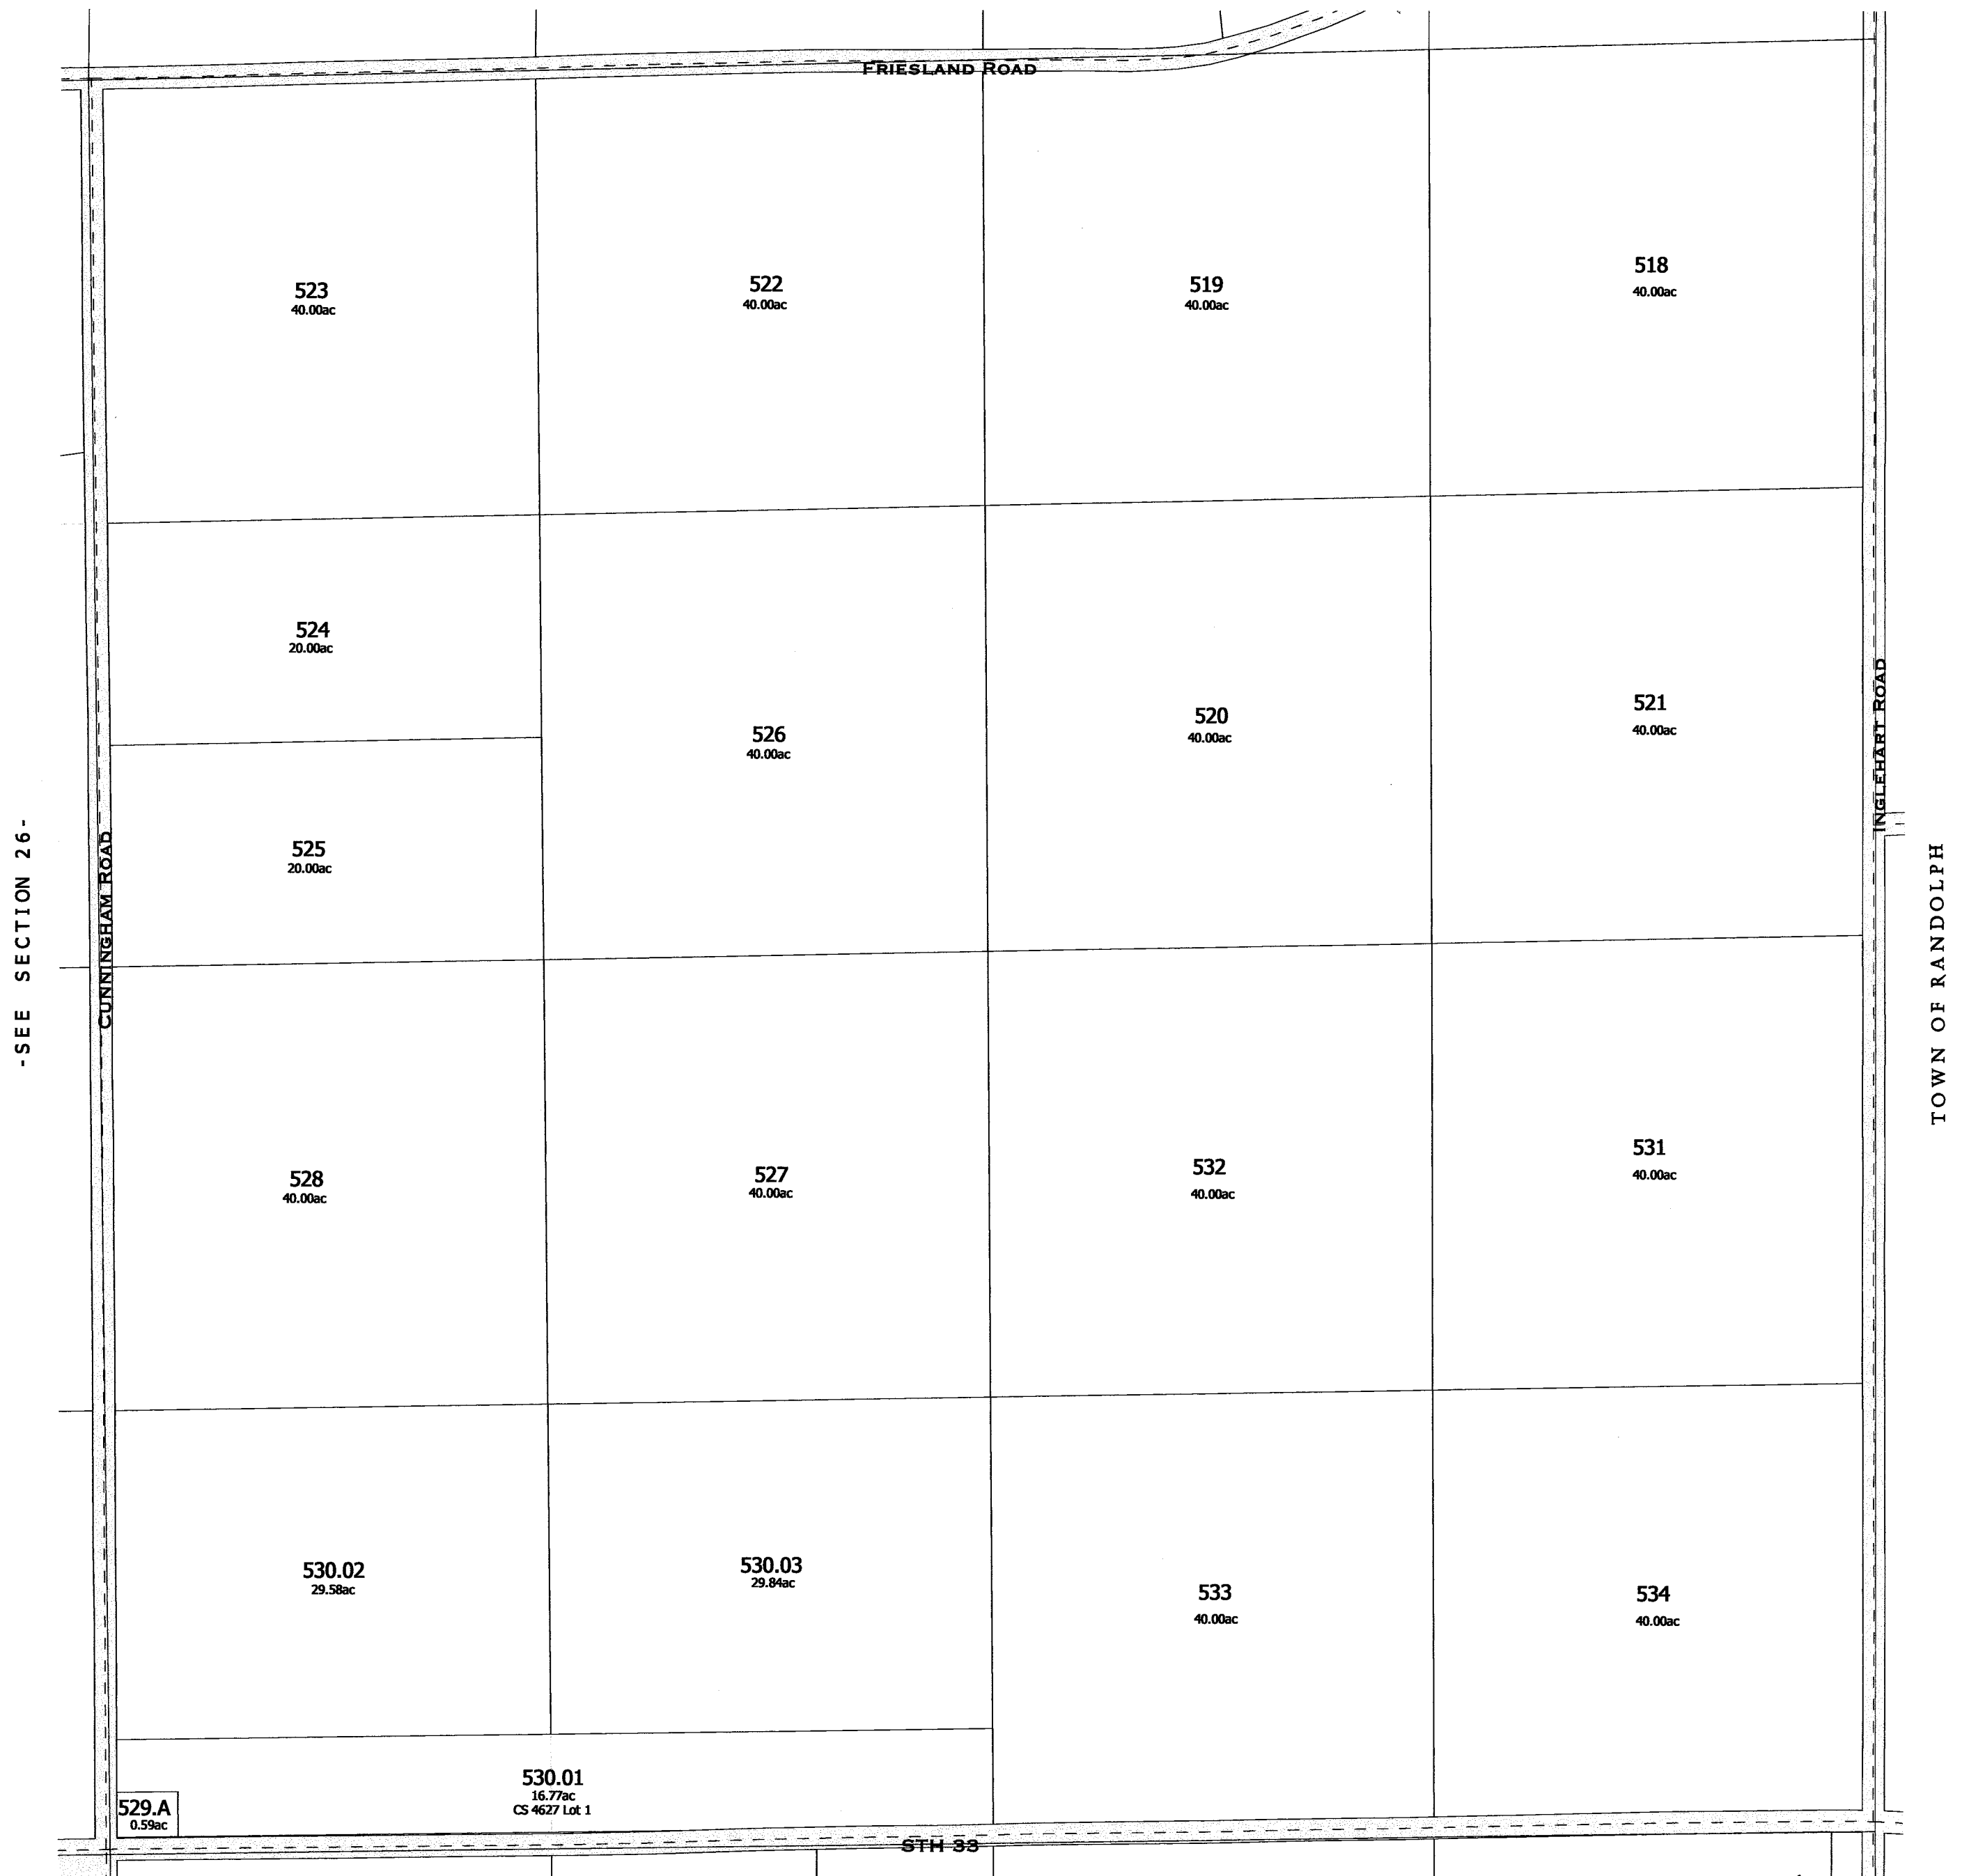 FRIESLAND ROAD
523
40.00ac
522
40.00ac
519
40.00ac
518
40.00ac
524
20.00ac
526
40.00ac
520
40.00ac
521
40.00ac
525
20.00ac
-SEE SECTION 26-
CUNNINGHAM ROAD
INGLEHART ROAD
TOWN OF RANDOLPH
528
40.00ac
527
40.00ac
532
40.00ac
531
40.00ac
530.02
29.58ac
530.03
29.84ac
533
40.00ac
534
40.00ac
530.01
16.77ac
CS 4627 Lot 1
529.A
0.59ac
STH 33